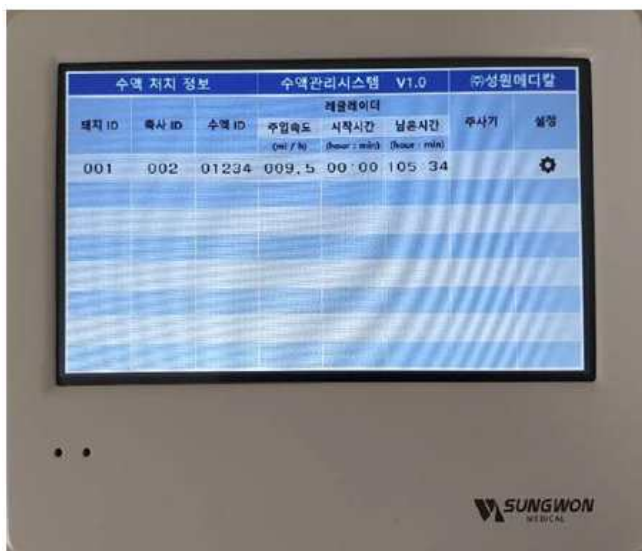 수액 처치 정보 수액관리시스템 V1.0 ㈜성원메디칼
돼지 ID 축사 ID 수액 ID 레귤레이터 주사기 설정
주입속도 시작시간 남은시간
(ml / h) (hour : min) (hour : min)
001 002 01234 009.5 00:00 105:34
SUNGWON
MEDICAL